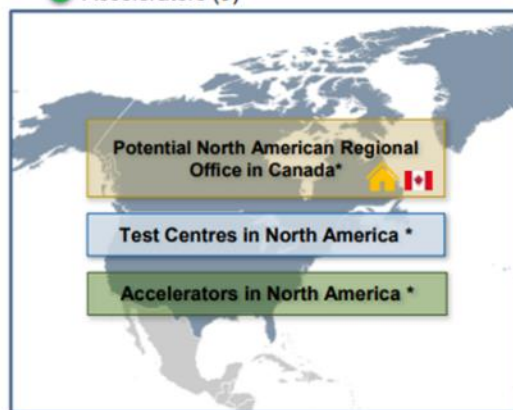 Potential North American Regional
Office in Canada*
Test Centres in North America *
Accelerators in North America *